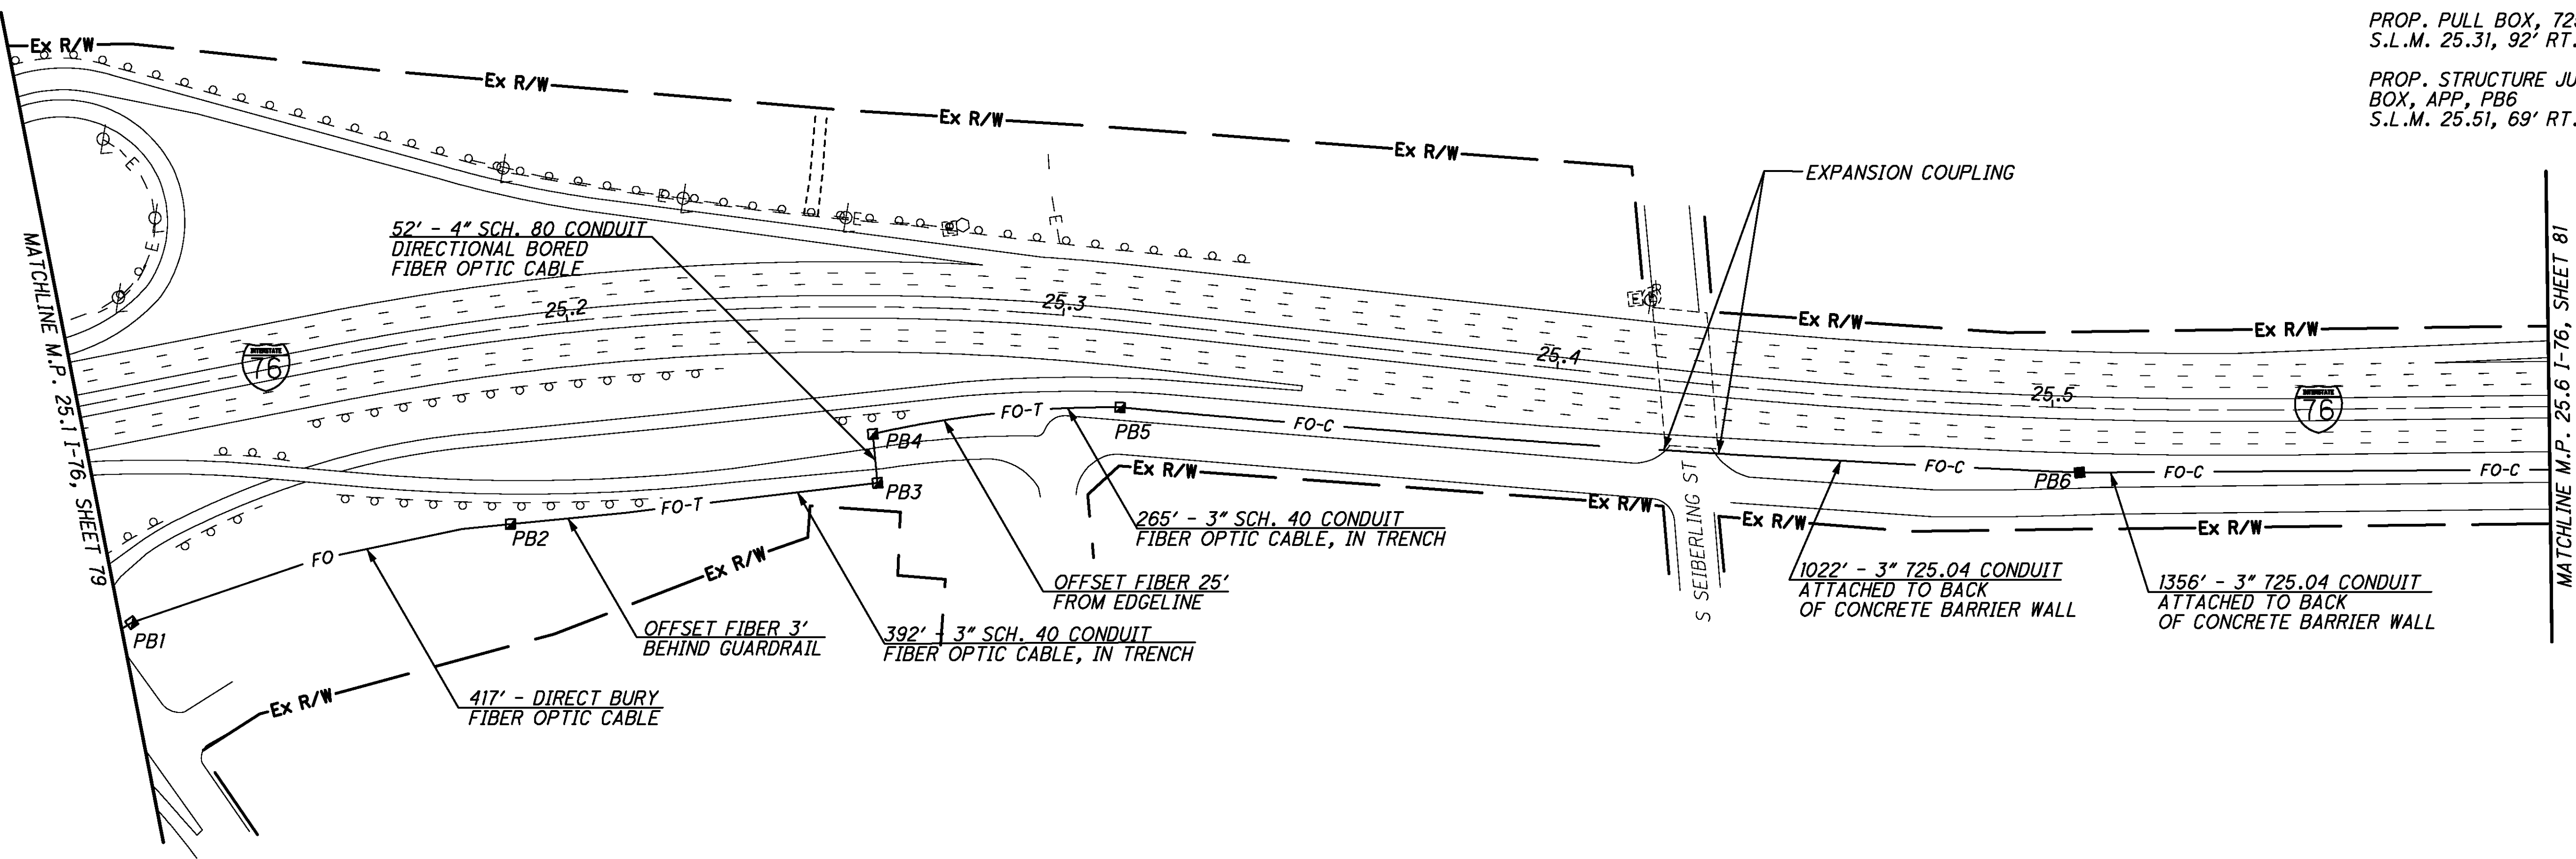 PROP. PULL BOX, 725
S.L.M. 25.31, 92' RT.
PROP. STRUCTURE JU
BOX, APP, PB6
S.L.M. 25.51, 69' RT.
Ex R/W
Ex R/W
Ex R/W
Ex R/W
EXPANSION COUPLING
E
E
E
E
E
E
E
52' - 4" SCH. 80 CONDUIT
DIRECTIONAL BORED
FIBER OPTIC CABLE
MATCHLINE M.P. 25.1 I-76, SHEET 79
MATCHLINE M.P. 25.6 I-76, SHEET 81
25.2
25.3
25.4
25.5
INTERSTATE
76
INTERSTATE
76
Ex R/W
Ex R/W
PB4
FO-T
PB5
FO-C
FO-C
PB6
FO-C
FO-C
PB3
FO-T
PB2
FO
PB1
Ex R/W
Ex R/W
Ex R/W
Ex R/W
Ex R/W
Ex R/W
S SEIBERLING ST
265' - 3" SCH. 40 CONDUIT
FIBER OPTIC CABLE, IN TRENCH
OFFSET FIBER 25'
FROM EDGELINE
1022' - 3" 725.04 CONDUIT
ATTACHED TO BACK
OF CONCRETE BARRIER WALL
1356' - 3" 725.04 CONDUIT
ATTACHED TO BACK
OF CONCRETE BARRIER WALL
OFFSET FIBER 3'
BEHIND GUARDRAIL
392' - 3" SCH. 40 CONDUIT
FIBER OPTIC CABLE, IN TRENCH
417' - DIRECT BURY
FIBER OPTIC CABLE